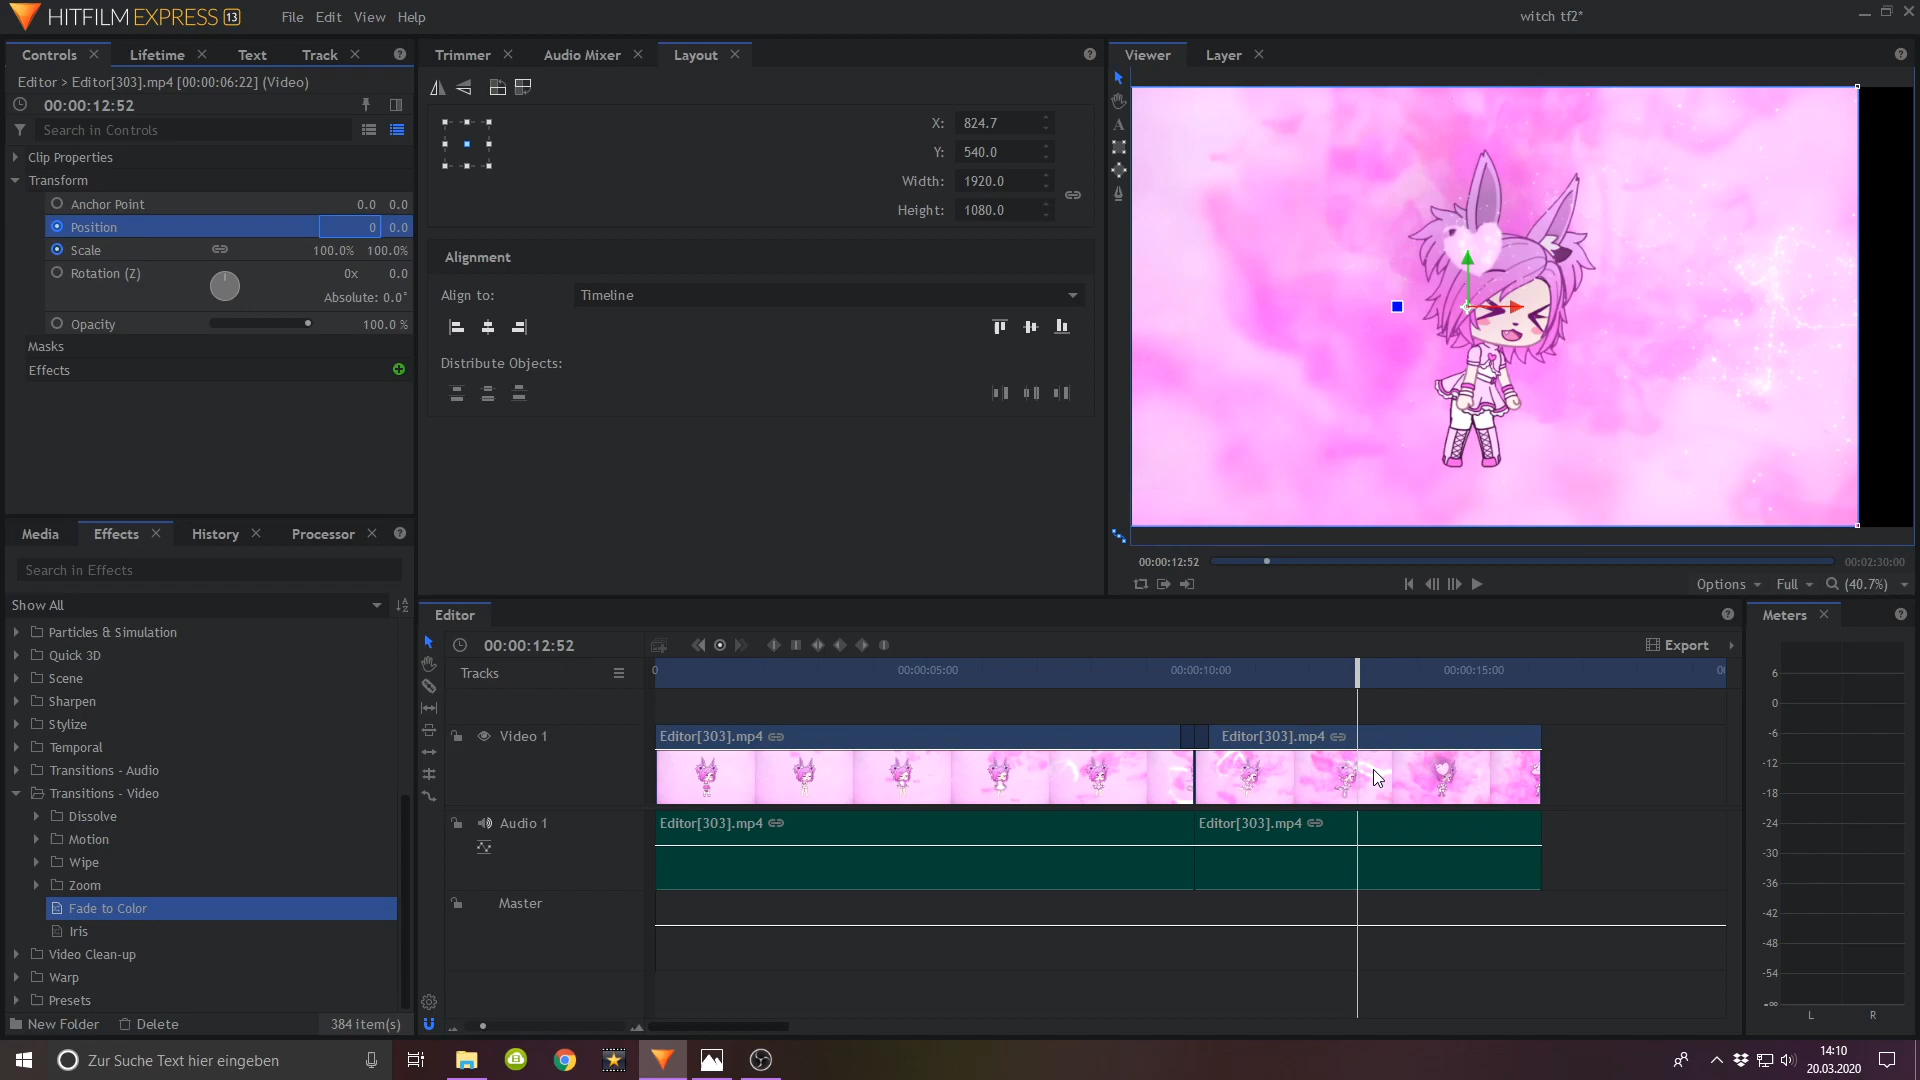 HITFILM EXPRESS 13
File Edit View Help
witch tf2*
Controls Lifetime Text Track
Trimmer Audio Mixer Layout
Viewer Layer
Editor > Editor[303].mp4 [00:00:06:22] (Video)
00:00:12:52
Search in Controls
Clip Properties
Transform
Anchor Point 0.0 0.0
Position 0 0.0
Scale 100.0% 100.0%
Rotation (Z) 0x 0.0
Absolute: 0.0°
Opacity 100.0 %
Masks
Effects
X: 824.7
Y: 540.0
Width: 1920.0
Height: 1080.0
Alignment
Align to: Timeline
Distribute Objects:
00:00:12:52 00:02:30:00
Options Full (40.7%)
Media Effects History Processor
Search in Effects
Show All
Particles & Simulation
Quick 3D
Scene
Sharpen
Stylize
Temporal
Transitions - Audio
Transitions - Video
Dissolve
Motion
Wipe
Zoom
Fade to Color
Iris
Video Clean-up
Warp
Presets
New Folder Delete 384 item(s)
Editor
00:00:12:52
Export
Tracks
0 00:00:05:00 00:00:10:00 00:00:15:00
Video 1
Editor[303].mp4 Editor[303].mp4
Audio 1
Editor[303].mp4 Editor[303].mp4
Master
Meters
6
0
-6
-12
-18
-24
-30
-36
-42
-48
-54
-∞
L R
Zur Suche Text hier eingeben
14:10
20.03.2020